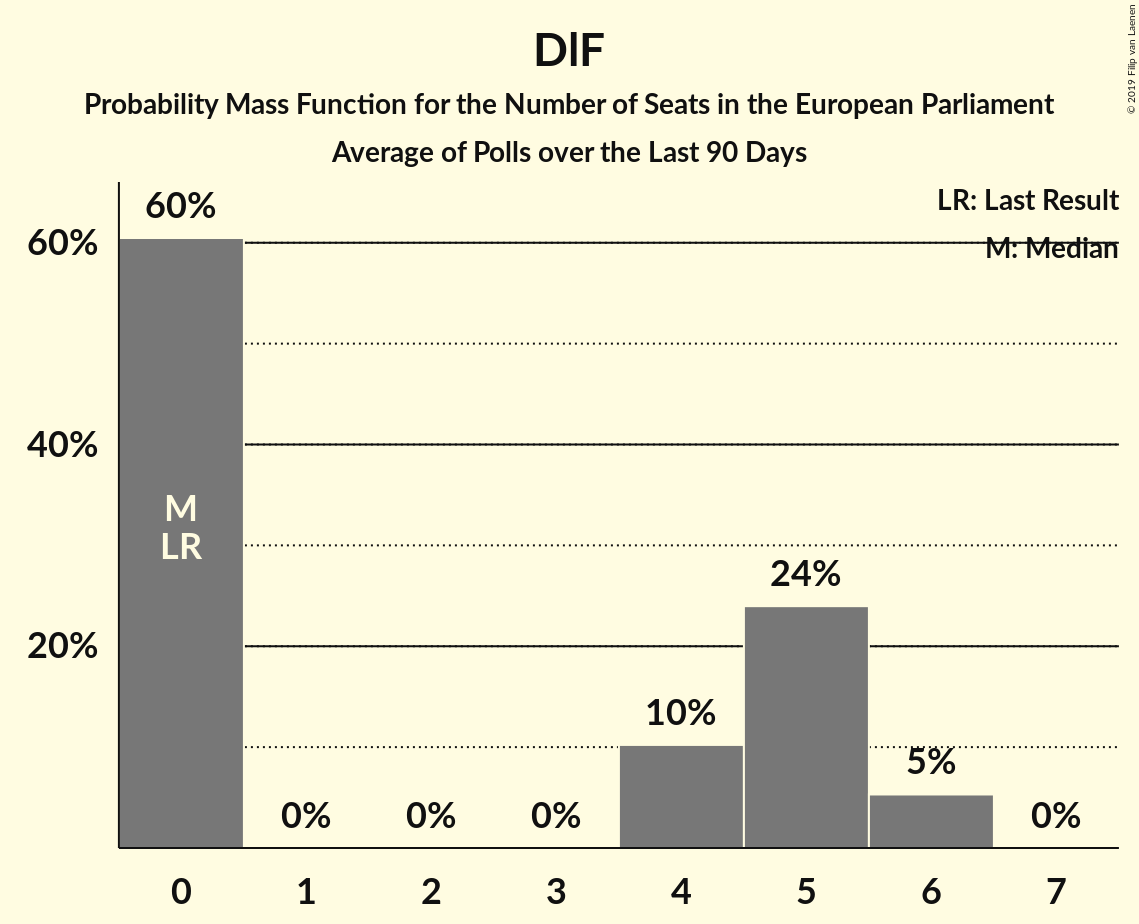 DlF
Probability Mass Function for the Number of Seats in the European Parliament
Average of Polls over the Last 90 Days
© 2019 Filip van Laenen
LR: Last Result
M: Median
60%
40%
20%
60%
M
LR
0%
0%
0%
10%
24%
5%
0%
0
1
2
3
4
5
6
7